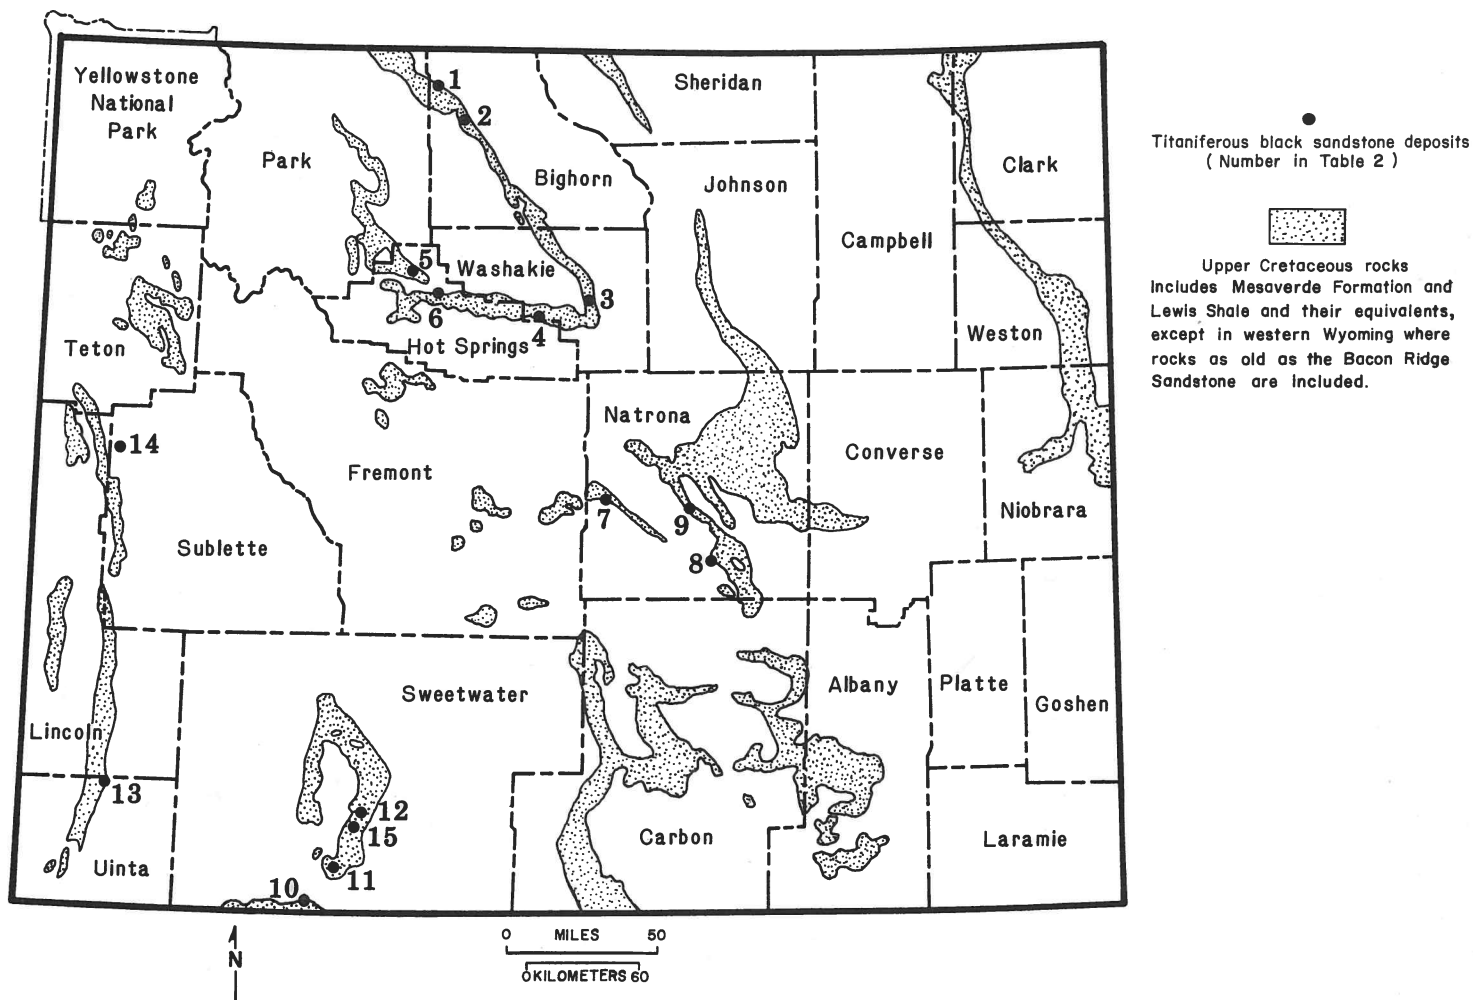 Yellowstone
National
Park
Park
1
2
Bighorn
Sheridan
Johnson
Campbell
Clark
Weston
Teton
5
Washakie
3
6
4
Hot Springs
14
Sublette
Fremont
Natrona
7
9
8
Converse
Niobrara
Lincoln
13
Uinta
Sweetwater
12
15
11
10
Carbon
Albany
Platte
Goshen
Laramie
N
0 MILES 50
0 KILOMETERS 60
Titaniferous black sandstone deposits
( Number in Table 2 )
Upper Cretaceous rocks
Includes Mesaverde Formation and
Lewis Shale and their equivalents,
except in western Wyoming where
rocks as old as the Bacon Ridge
Sandstone are included.